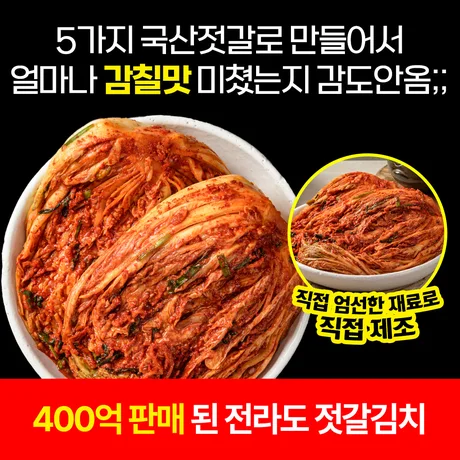 5가지 국산젓갈로 만들어서
얼마나 감칠맛 미쳤는지 감도안옴;;
직접 엄선한 재료로
직접 제조
400억 판매 된 전라도 젓갈김치